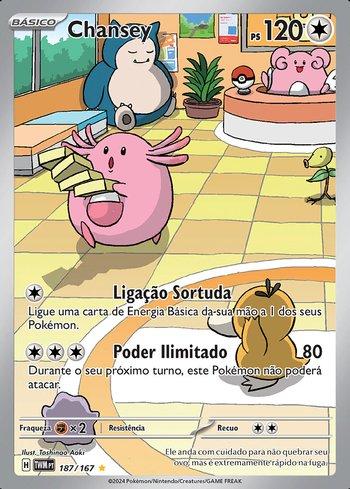 BÁSICO
Chansey
PS 120
Ligação Sortuda
Ligue uma carta de Energia Básica da sua mão a 1 dos seus
Pokémon.
Poder Ilimitado 80
Durante o seu próximo turno, este Pokémon não poderá
atacar.
Fraqueza x2 Resistência Recuo
Ilust. Toshinao Aoki
H TWM PT 187/167
Ele anda com cuidado para não quebrar seu
ovo, mas é extremamente rápido na fuga.
©2024 Pokémon/Nintendo/Creatures/GAME FREAK